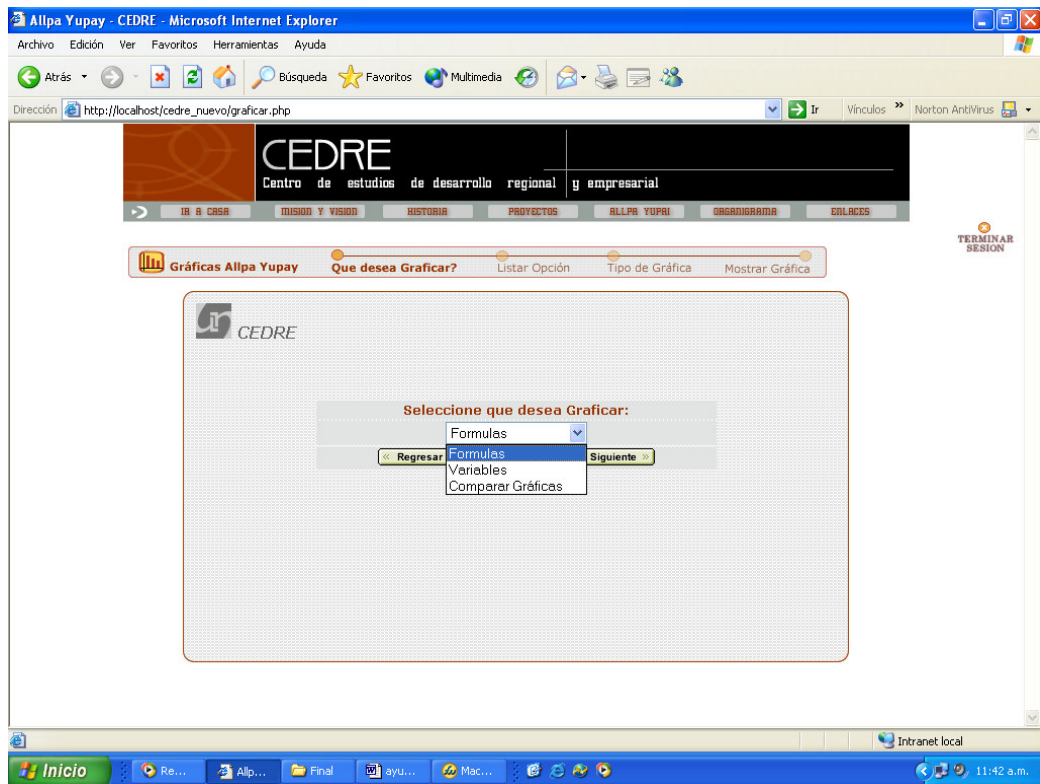 Allpa Yupay - CEDRE - Microsoft Internet Explorer
Archivo Edición Ver Favoritos Herramientas Ayuda
Atrás Búsqueda Favoritos Multimedia
Dirección http://localhost/cedre_nuevo/graficar.php Ir Vínculos » Norton AntiVirus
CEDRE
Centro de estudios de desarrollo regional y empresarial
IR A CASA MISION Y VISION HISTORIA PROYECTOS ALLPA YUPAI ORGANIGRAMA ENLACES
TERMINAR
SESION
Gráficas Allpa Yupay Que desea Graficar? Listar Opción Tipo de Gráfica Mostrar Gráfica
CEDRE
Seleccione que desea Graficar:
Formulas
« Regresar Siguiente »
Formulas
Variables
Comparar Gráficas
Intranet local
Inicio Re... Allp... Final ayu... Mac... 11:42 a.m.